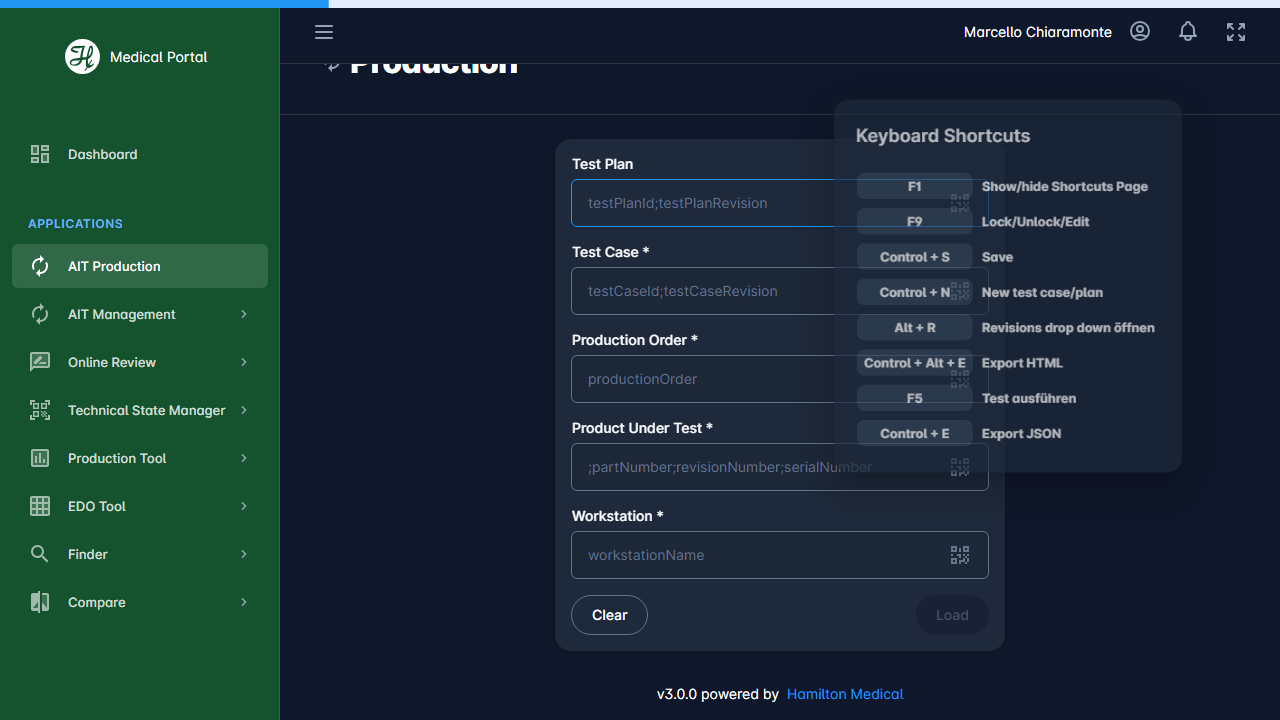 Medical Portal
Marcello Chiaramonte
Production
Dashboard
APPLICATIONS
AIT Production
AIT Management
Online Review
Technical State Manager
Production Tool
EDO Tool
Finder
Compare
Test Plan
testPlanId;testPlanRevision
Test Case *
testCaseId;testCaseRevision
Production Order *
productionOrder
Product Under Test *
;partNumber;revisionNumber;serialNumber
Workstation *
workstationName
Clear
Load
Keyboard Shortcuts
F1 Show/hide Shortcuts Page
F9 Lock/Unlock/Edit
Control + S Save
Control + N New test case/plan
Alt + R Revisions drop down öffnen
Control + Alt + E Export HTML
F5 Test ausführen
Control + E Export JSON
v3.0.0 powered by Hamilton Medical